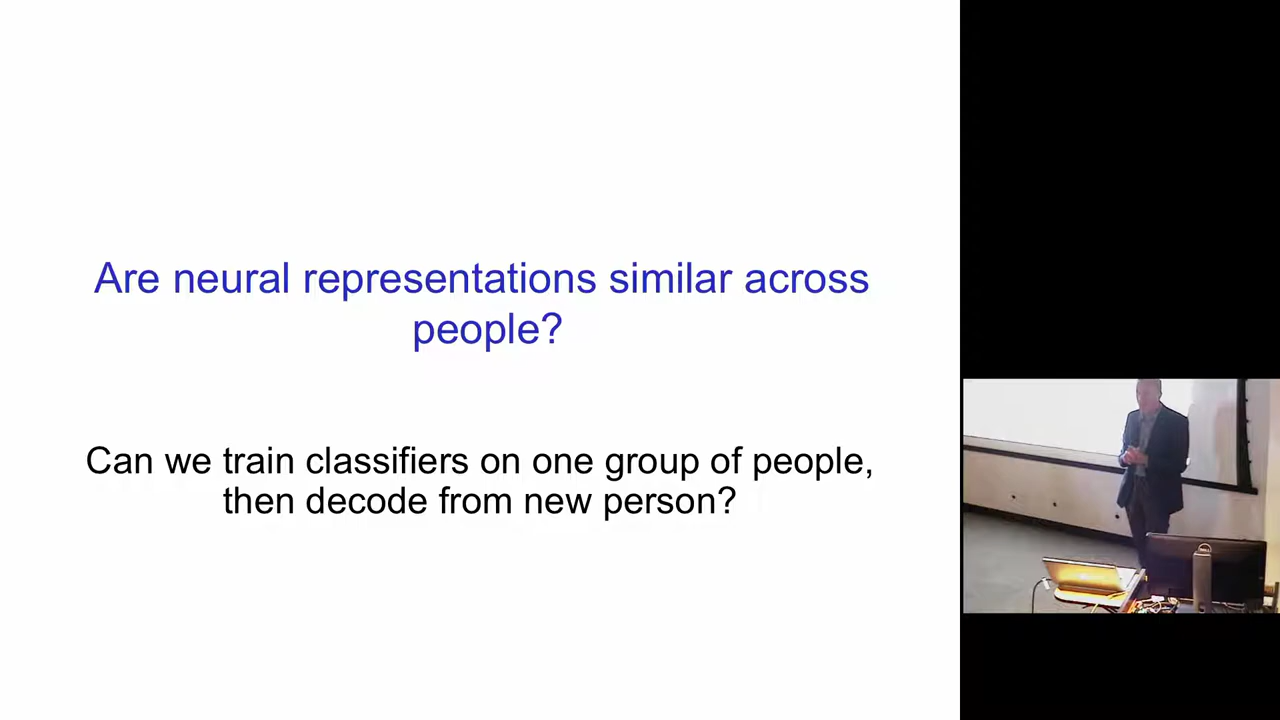 Are neural representations similar across
people?
Can we train classifiers on one group of people,
then decode from new person?